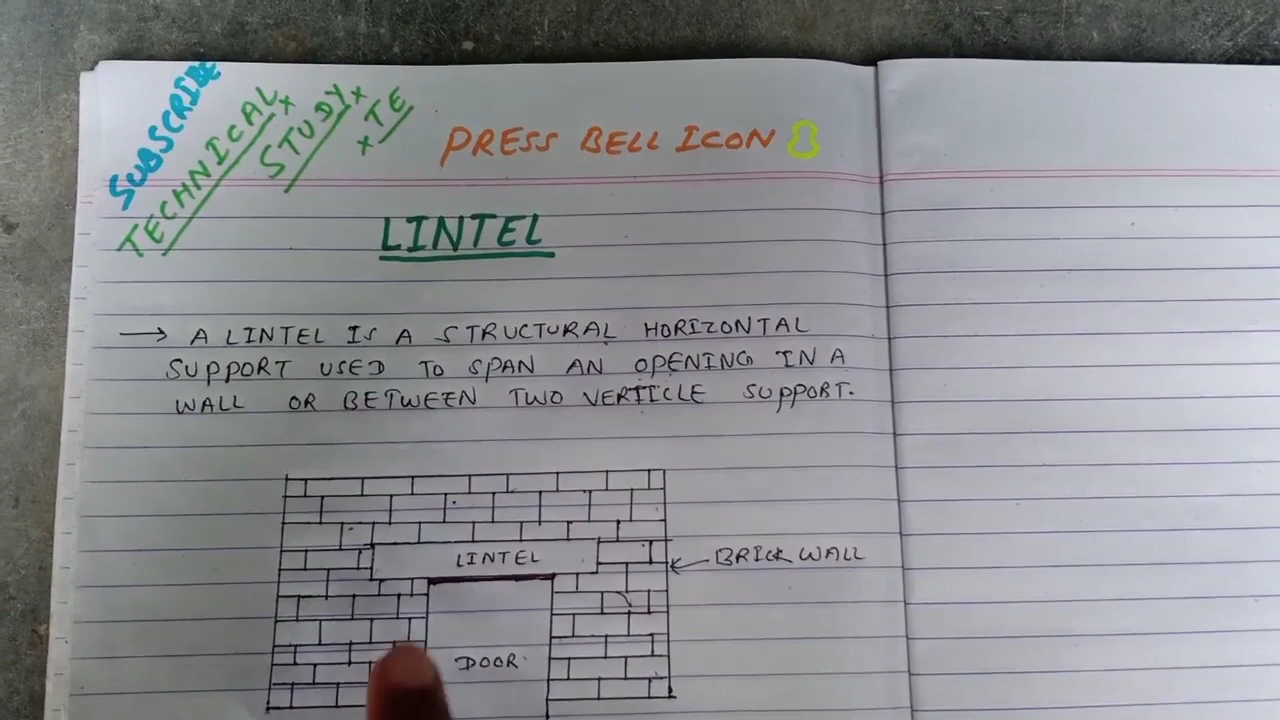 SUBSCRIBE
TECHNICAL
STUDY
TE
PRESS BELL ICON
LINTEL
→ A LINTEL IS A STRUCTURAL HORIZONTAL
SUPPORT USED TO SPAN AN OPENING IN A
WALL OR BETWEEN TWO VERTICLE SUPPORT.
LINTEL
BRICK WALL
DOOR